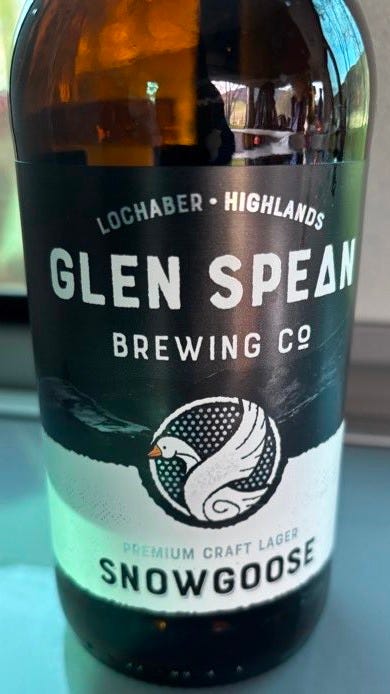 LOCHABER • HIGHLANDS
GLEN SPEAN
BREWING Co
PREMIUM CRAFT LAGER
SNOWGOOSE